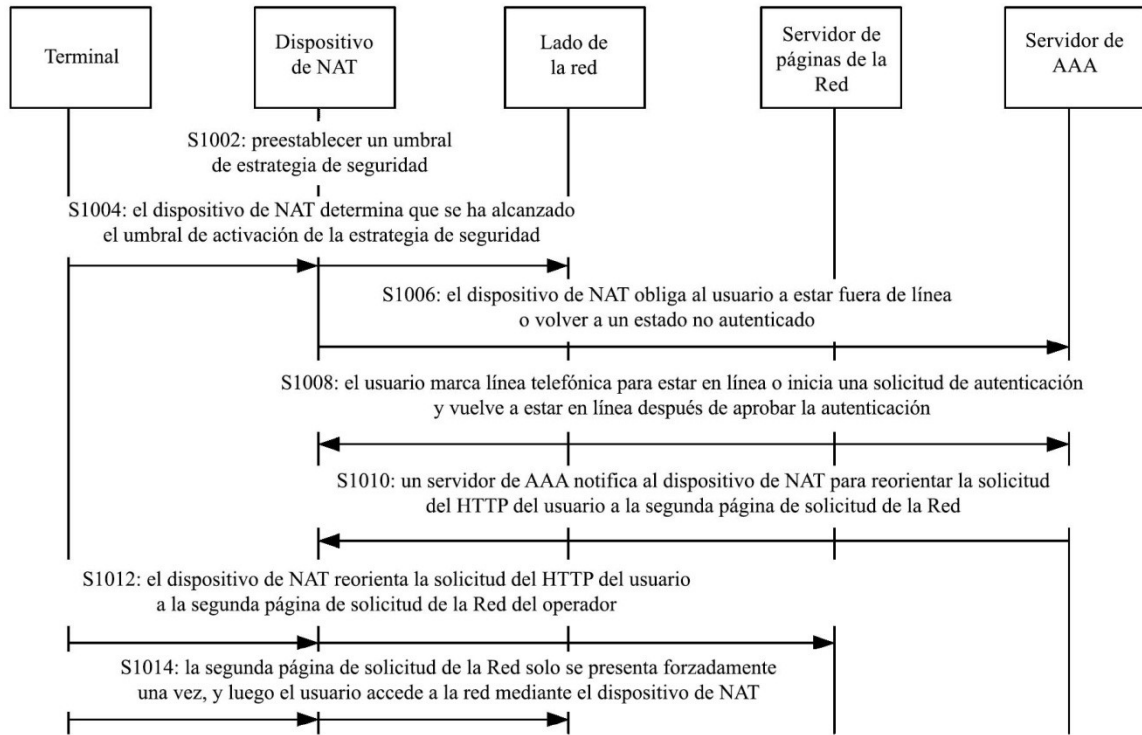 Terminal
Dispositivo
de NAT
Lado de
la red
Servidor de
páginas de la
Red
Servidor de
AAA
S1002: preestablecer un umbral
de estrategia de seguridad
S1004: el dispositivo de NAT determina que se ha alcanzado
el umbral de activación de la estrategia de seguridad
S1006: el dispositivo de NAT obliga al usuario a estar fuera de línea
o volver a un estado no autenticado
S1008: el usuario marca línea telefónica para estar en línea o inicia una solicitud de autenticación
y vuelve a estar en línea después de aprobar la autenticación
S1010: un servidor de AAA notifica al dispositivo de NAT para reorientar la solicitud
del HTTP del usuario a la segunda página de solicitud de la Red
S1012: el dispositivo de NAT reorienta la solicitud del HTTP del usuario
a la segunda página de solicitud de la Red del operador
S1014: la segunda página de solicitud de la Red solo se presenta forzadamente
una vez, y luego el usuario accede a la red mediante el dispositivo de NAT